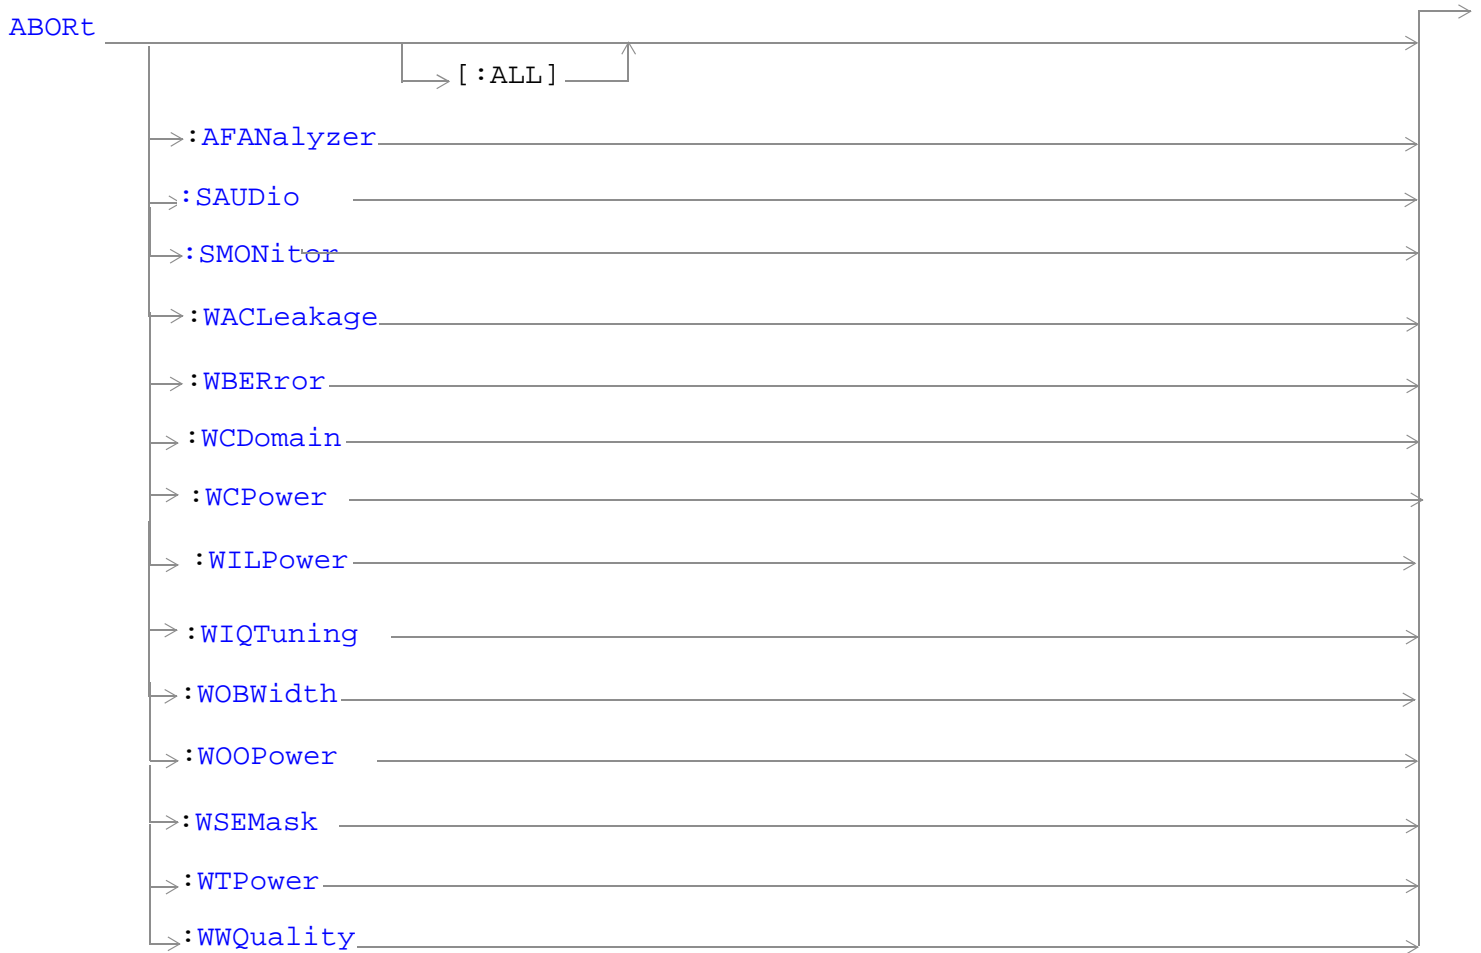 ABORt
[:ALL]
:AFANalyzer
:SAUDio
:SMONitor
:WACLeakage
:WBERror
:WCDomain
:WCPower
:WILPower
:WIQTuning
:WOBWidth
:WOOPower
:WSEMask
:WTPower
:WWQuality